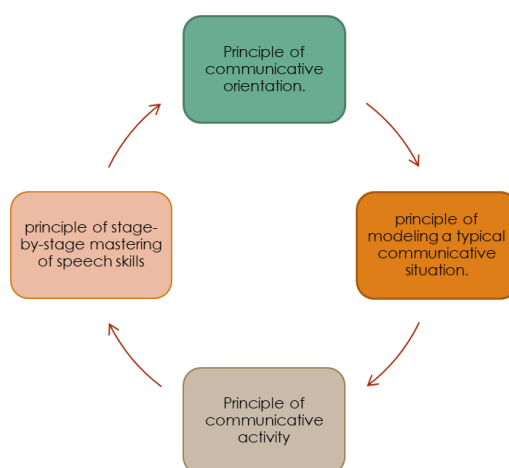 Principle of
communicative
orientation.
principle of
modeling a typical
communicative
situation.
Principle of
communicative
activity
principle of stage-
by-stage mastering
of speech skills